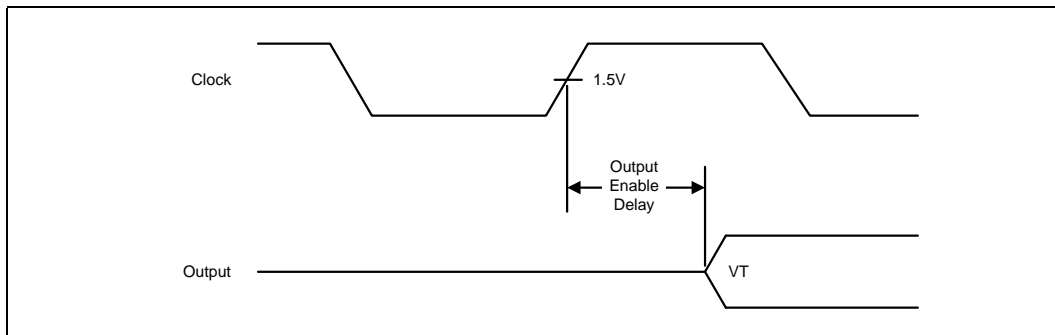 Clock
1.5V
Output
Enable
Delay
Output
VT